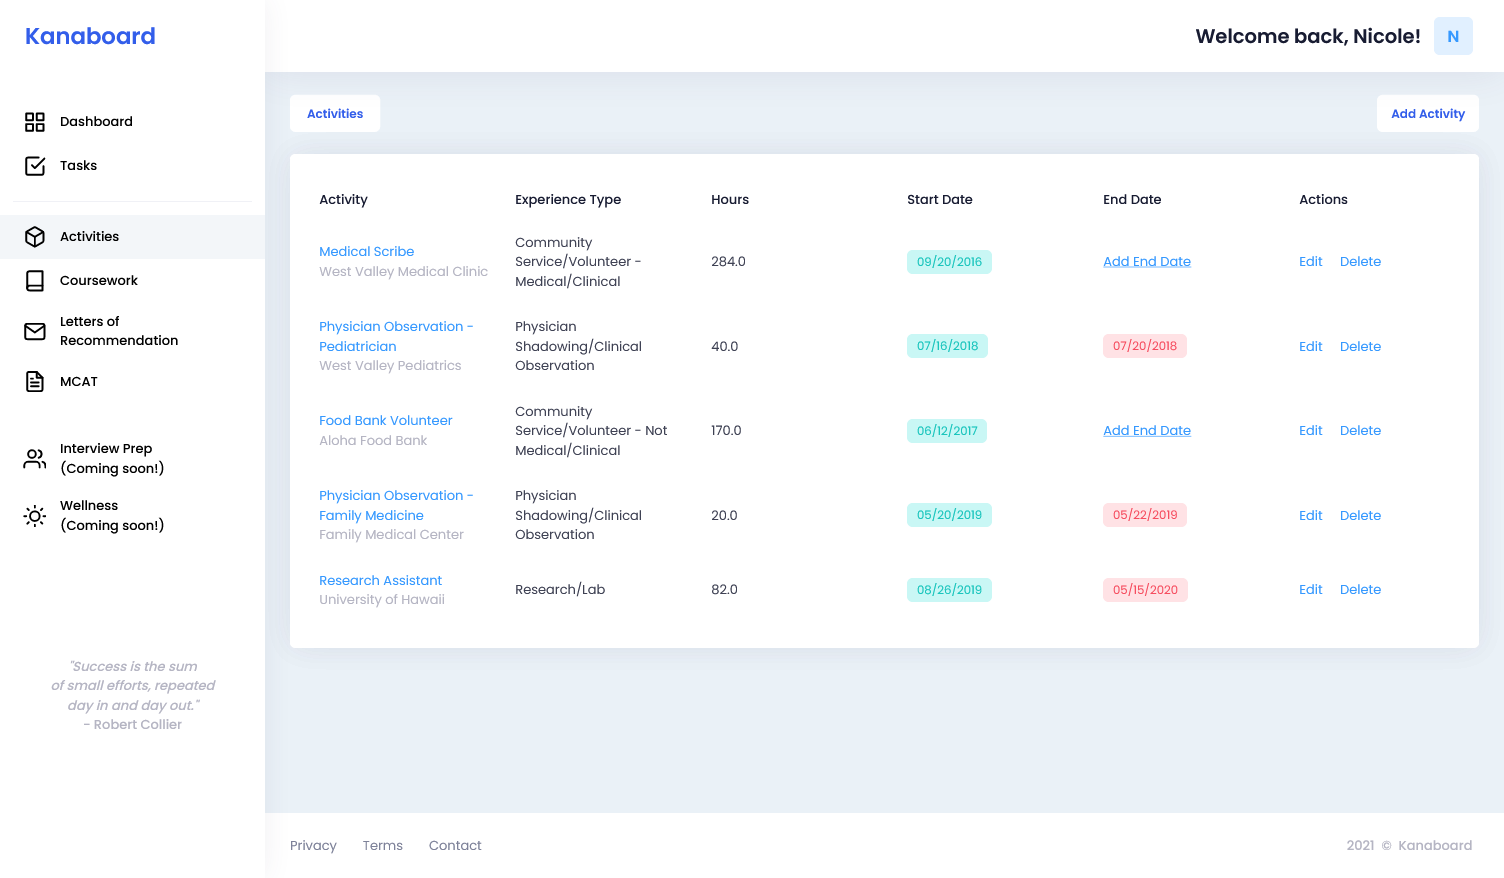 Kanaboard
Welcome back, Nicole!
N
Dashboard
Tasks
Activities
Coursework
Letters of
Recommendation
MCAT
Interview Prep
(Coming soon!)
Wellness
(Coming soon!)
"Success is the sum
of small efforts, repeated
day in and day out."
- Robert Collier
Activities
Add Activity
Activity Experience Type Hours Start Date End Date Actions
Medical Scribe
West Valley Medical Clinic
Community
Service/Volunteer -
Medical/Clinical
284.0
09/20/2016
Add End Date
Edit Delete
Physician Observation -
Pediatrician
West Valley Pediatrics
Physician
Shadowing/Clinical
Observation
40.0
07/16/2018
07/20/2018
Edit Delete
Food Bank Volunteer
Aloha Food Bank
Community
Service/Volunteer - Not
Medical/Clinical
170.0
06/12/2017
Add End Date
Edit Delete
Physician Observation -
Family Medicine
Family Medical Center
Physician
Shadowing/Clinical
Observation
20.0
05/20/2019
05/22/2019
Edit Delete
Research Assistant
University of Hawaii
Research/Lab
82.0
08/26/2019
05/15/2020
Edit Delete
Privacy Terms Contact
2021 © Kanaboard